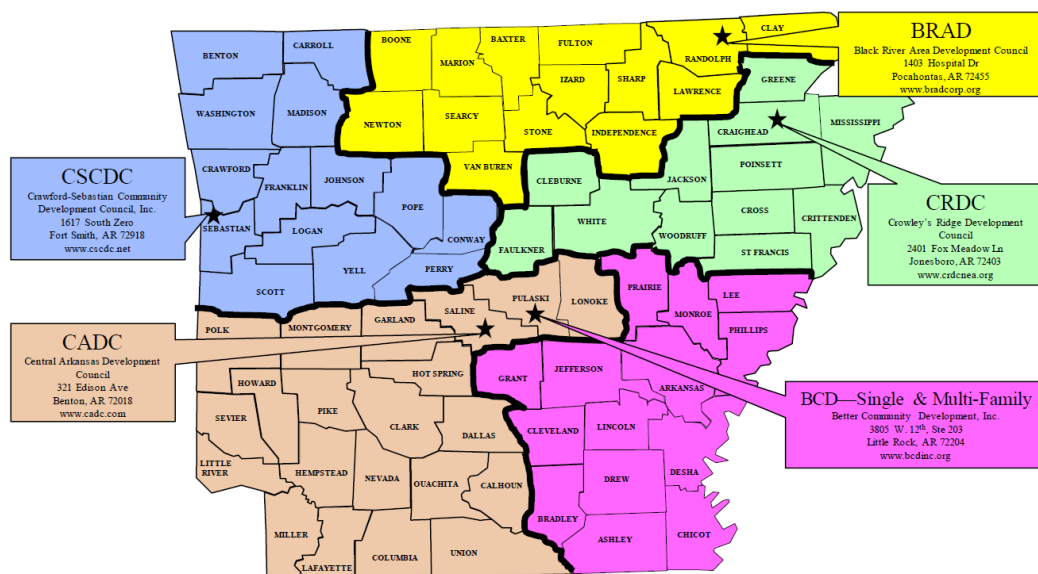 BENTON
CARROLL
BOONE
MARION
BAXTER
FULTON
RANDOLPH
CLAY
IZARD
SHARP
LAWRENCE
GREENE
WASHINGTON
MADISON
NEWTON
SEARCY
STONE
INDEPENDENCE
CRAIGHEAD
MISSISSIPPI
CRAWFORD
FRANKLIN
JOHNSON
VAN BUREN
CLEBURNE
JACKSON
POINSETT
SEBASTIAN
LOGAN
POPE
CONWAY
WHITE
WOODRUFF
CROSS
CRITTENDEN
FAULKNER
ST FRANCIS
SCOTT
YELL
PERRY
PULASKI
LONOKE
PRAIRIE
MONROE
LEE
PHILLIPS
POLK
MONTGOMERY
GARLAND
SALINE
HOT SPRING
GRANT
JEFFERSON
ARKANSAS
HOWARD
SEVIER
PIKE
CLARK
DALLAS
CLEVELAND
LINCOLN
LITTLE
RIVER
HEMPSTEAD
NEVADA
OUACHITA
CALHOUN
BRADLEY
DREW
DESHA
MILLER
LAFAYETTE
COLUMBIA
UNION
ASHLEY
CHICOT
BRAD
Black River Area Development Council
1403 Hospital Dr
Pocahontas, AR 72455
www.bradcorp.org
CSCDC
Crawford-Sebastian Community
Development Council, Inc.
1617 South Zero
Fort Smith, AR 72918
www.cscdc.net
CRDC
Crowley's Ridge Development
Council
2401 Fox Meadow Ln
Jonesboro, AR 72403
www.crdcnea.org
CADC
Central Arkansas Development
Council
321 Edison Ave
Benton, AR 72018
www.cadc.com
BCD—Single & Multi-Family
Better Community Development, Inc.
3805 W. 12th, Ste 203
Little Rock, AR 72204
www.bcdinc.org